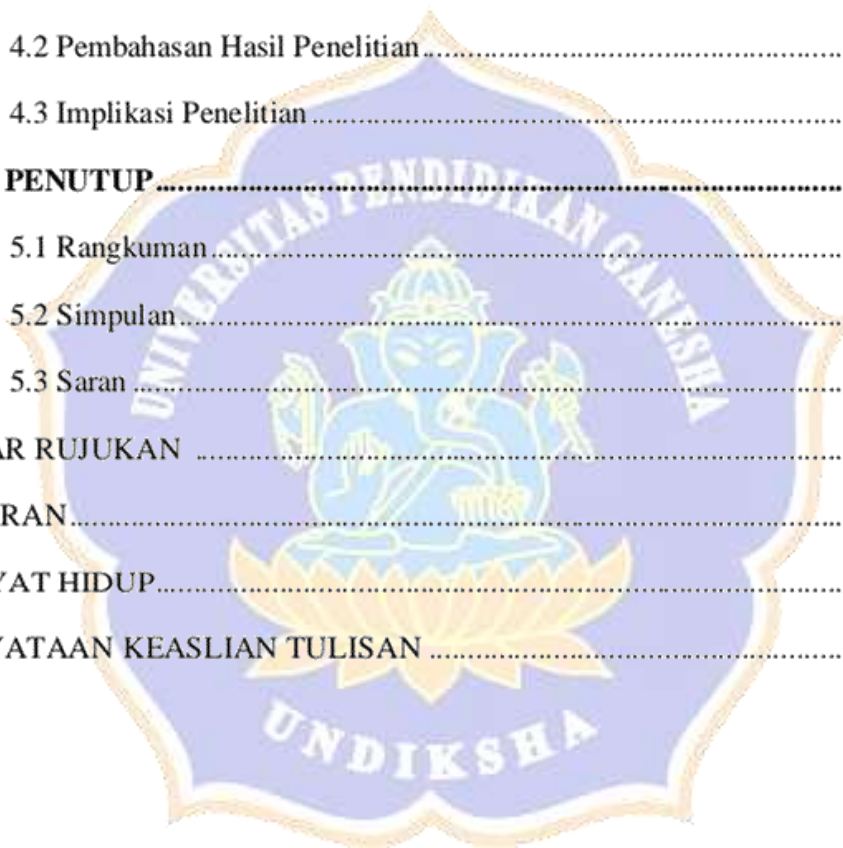 4.2 Pembahasan Hasil Penelitian........................................................
4.3 Implikasi Penelitian........................................................................
PENUTUP............................................................................................
UNIVERSITAS PENDIDIKAN GANESHA
5.1 Rangkuman.....................................................................................
5.2 Simpulan.........................................................................................
5.3 Saran...............................................................................................
AR RUJUKAN.....................................................................................
RAN....................................................................................................
YAT HIDUP........................................................................................
YATAAN KEASLIAN TULISAN......................................................
UNDIKSHA